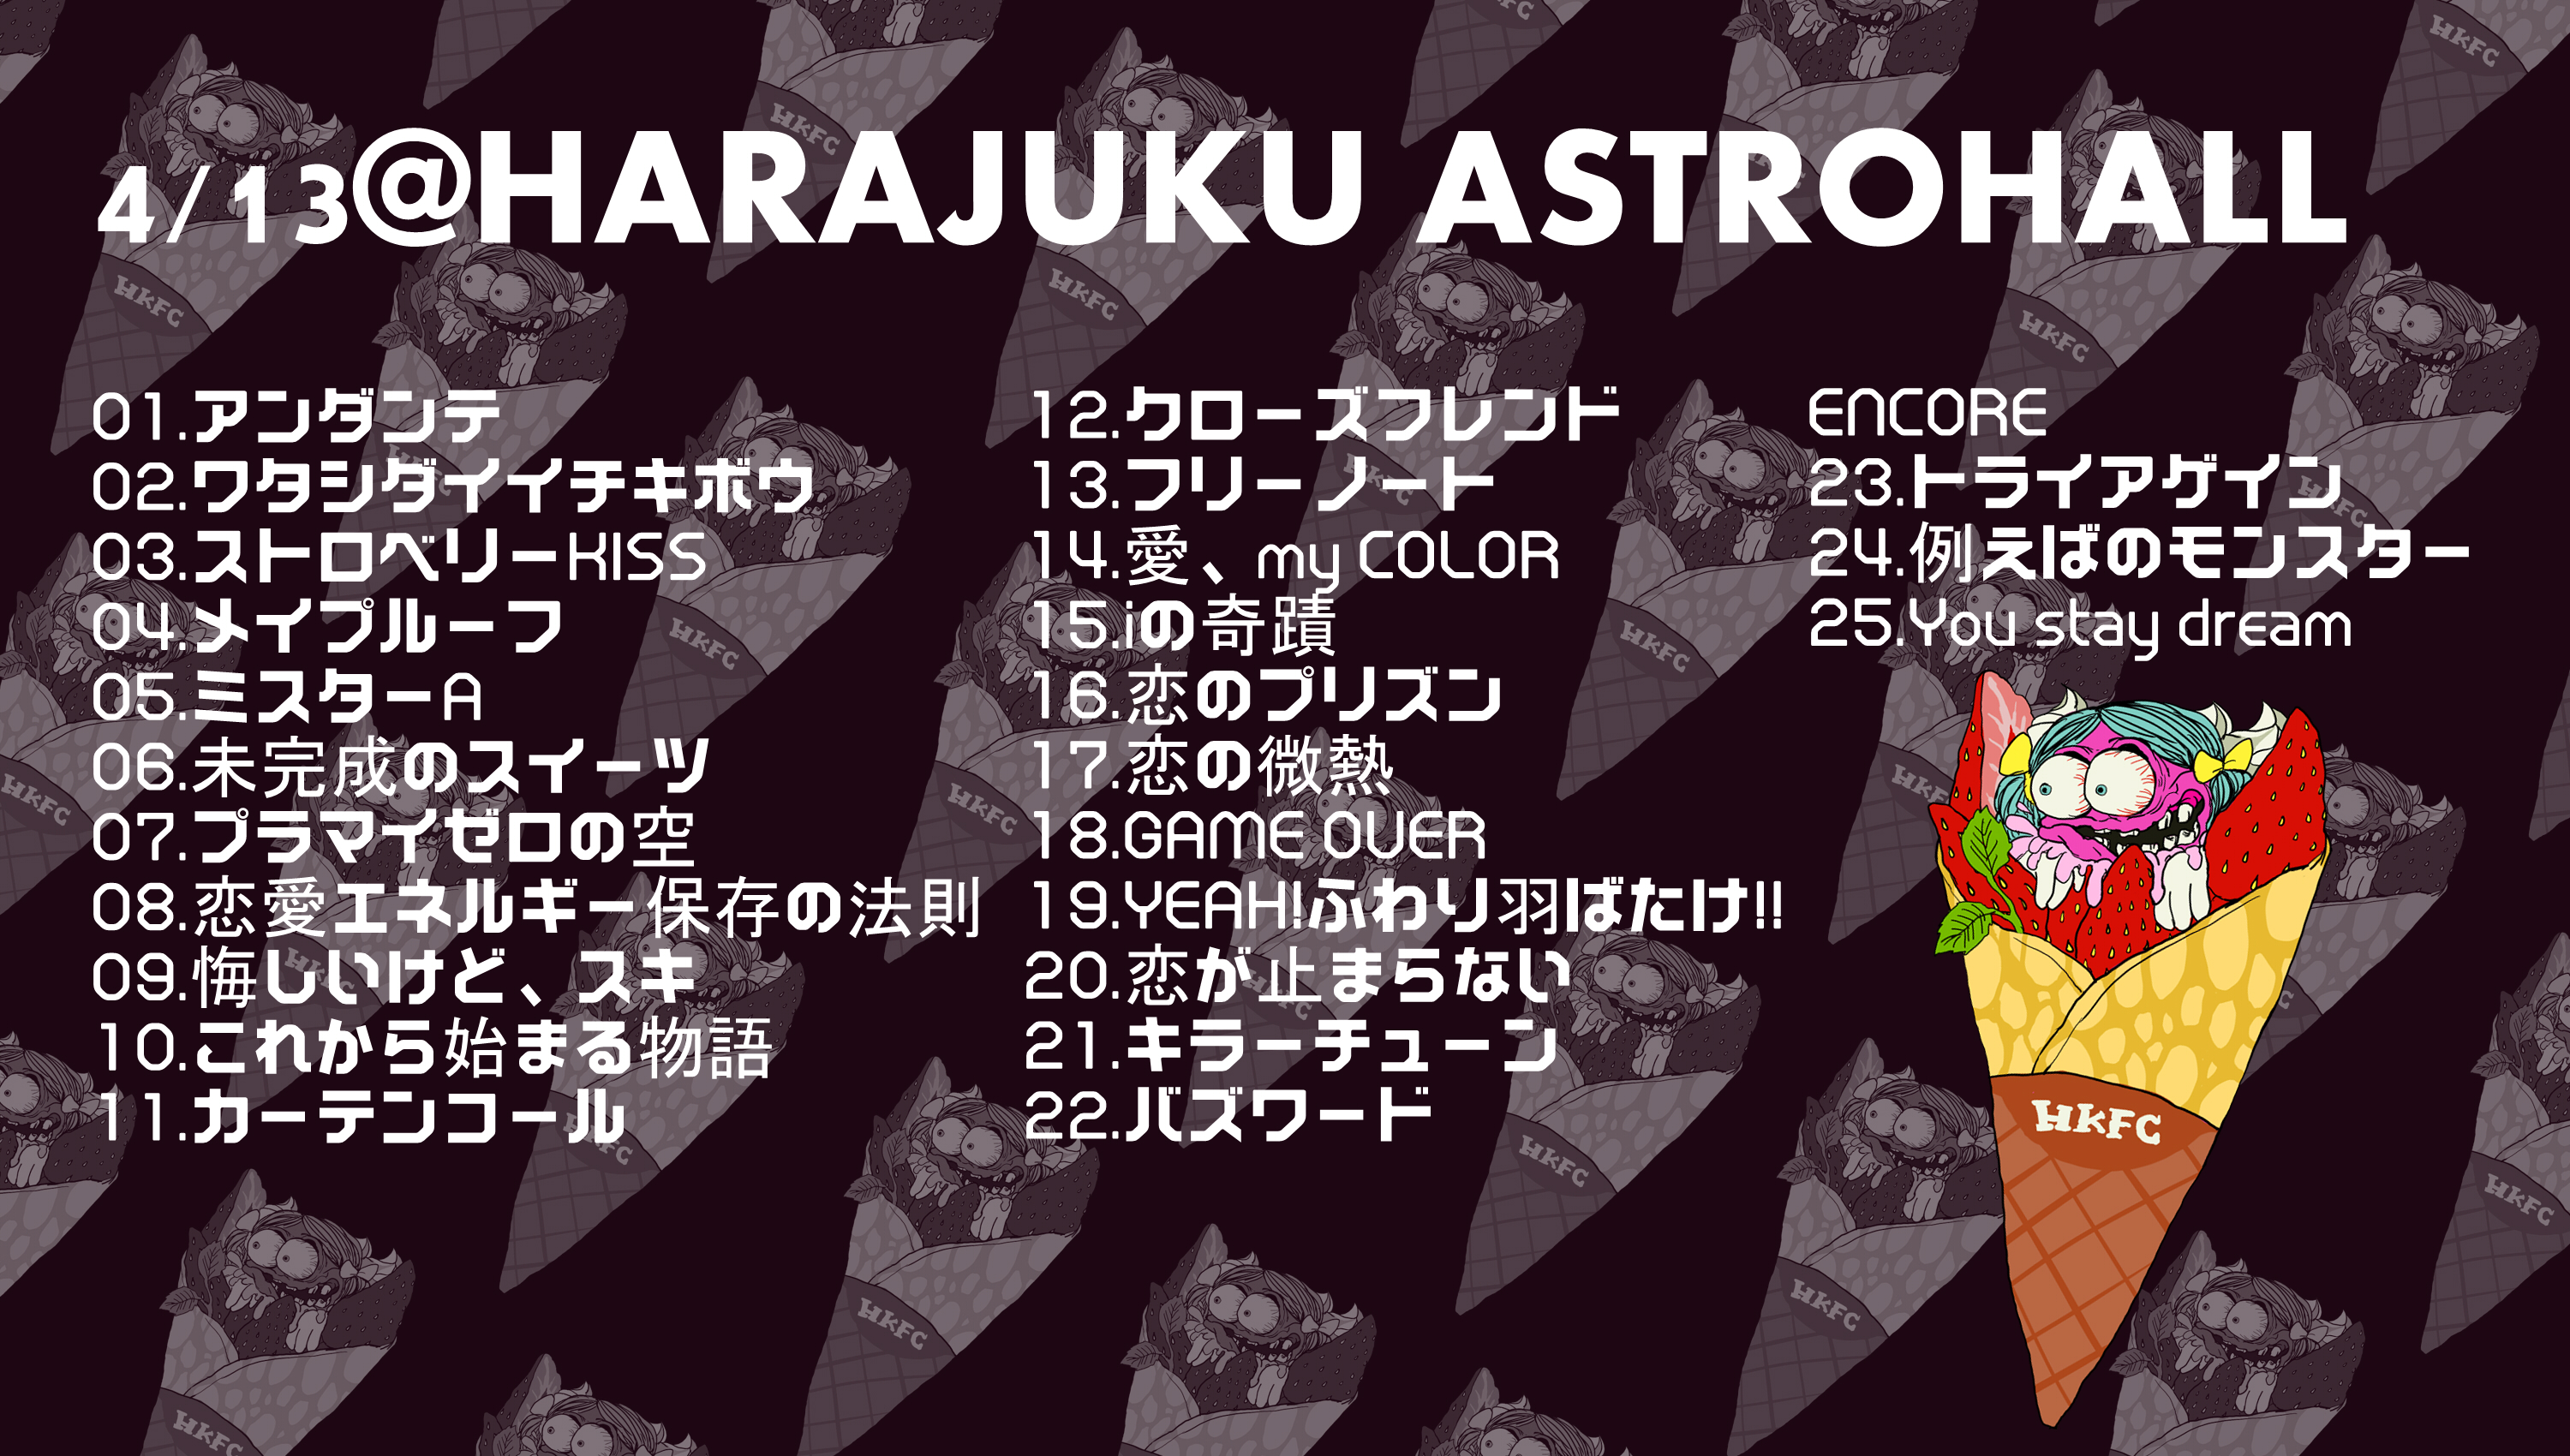 4/13@HARAJUKU ASTROHALL
01.アンダンテ
02.ワタシダイイチキボウ
03.ストロベリーKISS
04.メイプルーフ
05.ミスターA
06.未完成のスイーツ
07.プラマイゼロの空
08.恋愛エネルギー保存の法則
09.悔しいけど、スキ
10.これから始まる物語
11.カーテンコール
12.クローズフレンド
13.フリーノート
14.愛、my COLOR
15.iの奇蹟
16.恋のプリズン
17.恋の微熱
18.GAME OVER
19.YEAH!ふわり羽ばたけ!!
20.恋が止まらない
21.キラーチューン
22.バズワード
ENCORE
23.トライアゲイン
24.例えばのモンスター
25.You stay dream
HKFC